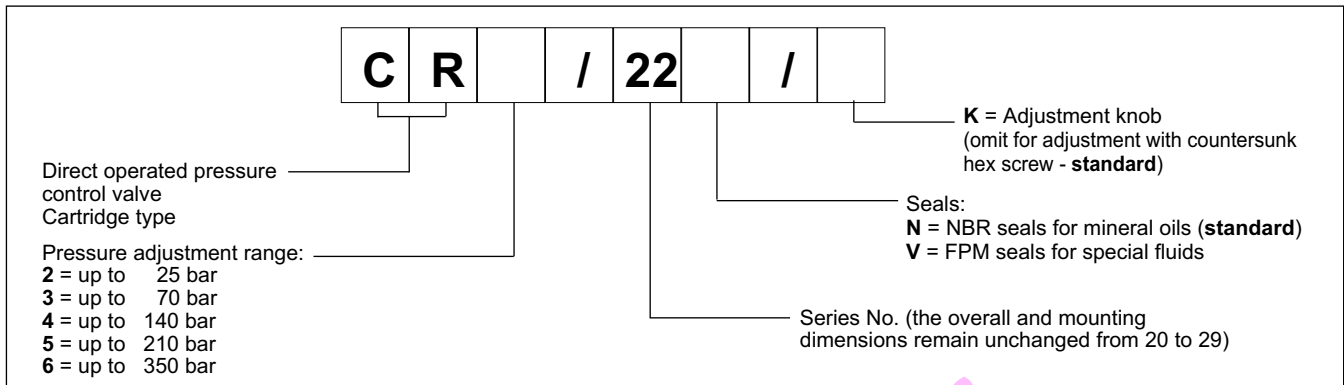 C R / 22 /
K = Adjustment knob
(omit for adjustment with countersunk
hex screw - standard)
Direct operated pressure
control valve
Cartridge type
Seals:
N = NBR seals for mineral oils (standard)
V = FPM seals for special fluids
Pressure adjustment range:
2 = up to 25 bar
3 = up to 70 bar
4 = up to 140 bar
5 = up to 210 bar
6 = up to 350 bar
Series No. (the overall and mounting
dimensions remain unchanged from 20 to 29)